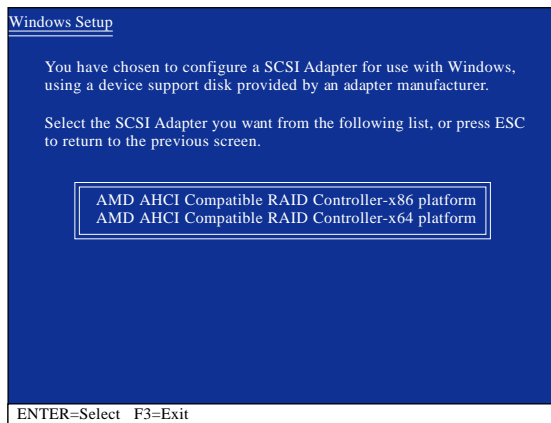 Windows Setup
You have chosen to configure a SCSI Adapter for use with Windows,
using a device support disk provided by an adapter manufacturer.
Select the SCSI Adapter you want from the following list, or press ESC
to return to the previous screen.
AMD AHCI Compatible RAID Controller-x86 platform
AMD AHCI Compatible RAID Controller-x64 platform
ENTER=Select F3=Exit